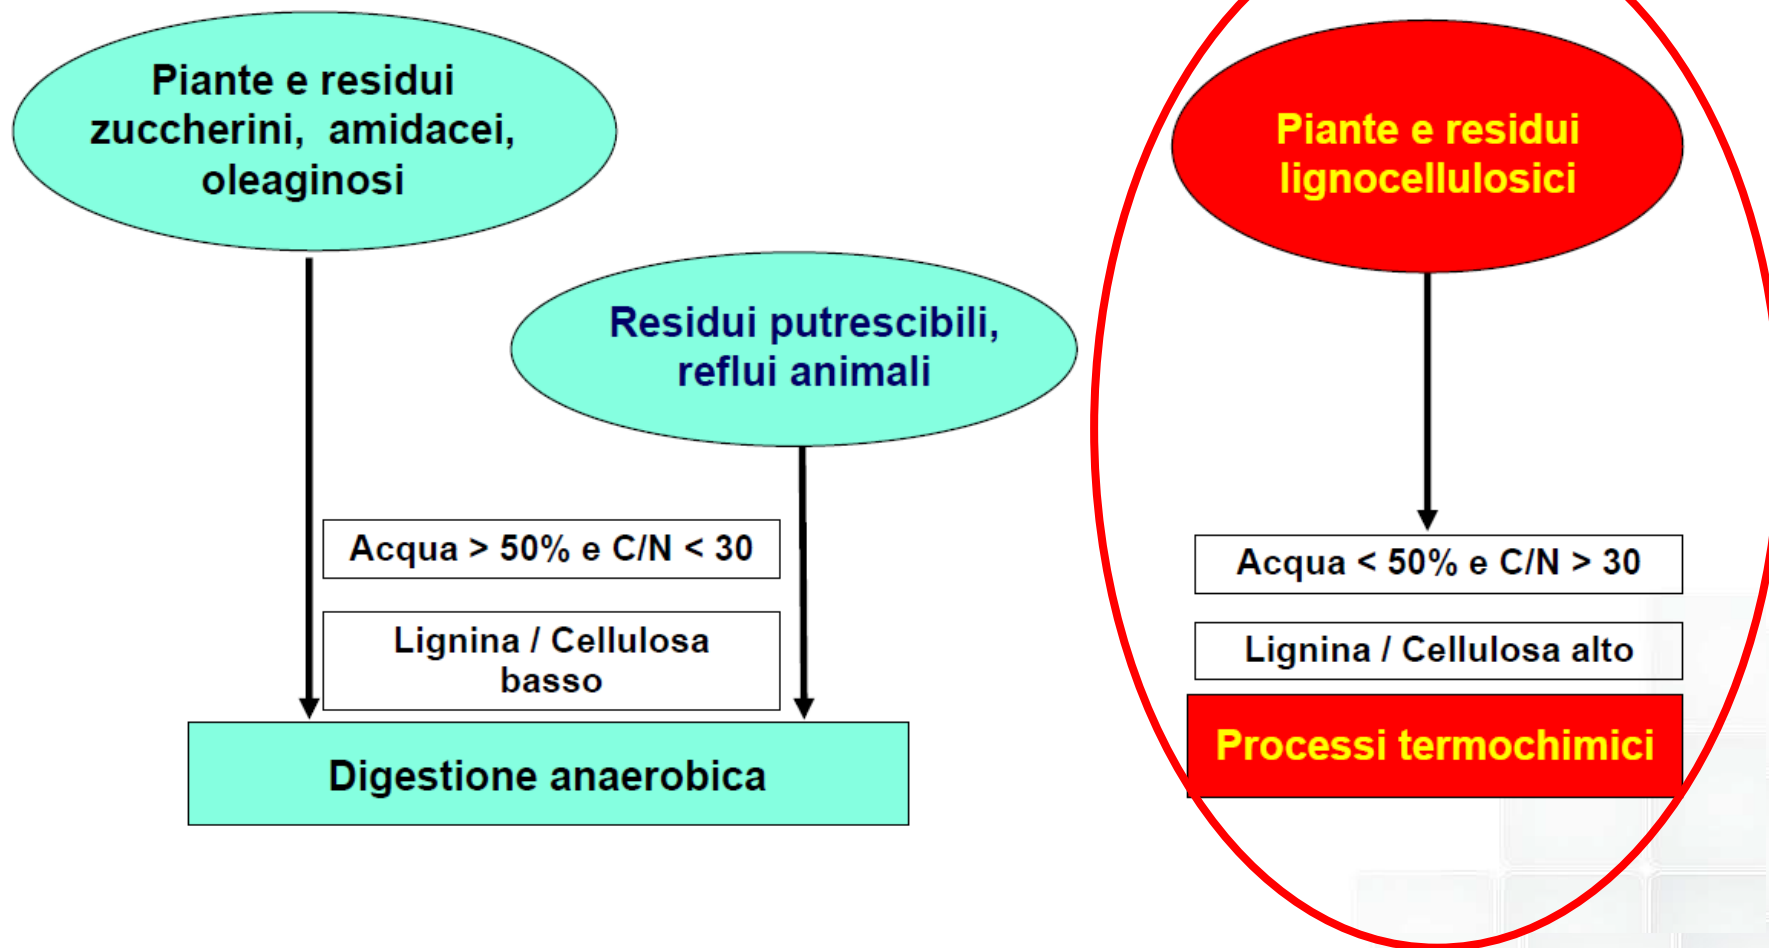 Piante e residui
zuccherini, amidacei,
oleaginosi
Residui putrescibili,
reflui animali
Acqua > 50% e C/N < 30
Lignina / Cellulosa
basso
Digestione anaerobica
Piante e residui
lignocellulosici
Acqua < 50% e C/N > 30
Lignina / Cellulosa alto
Processi termochimici